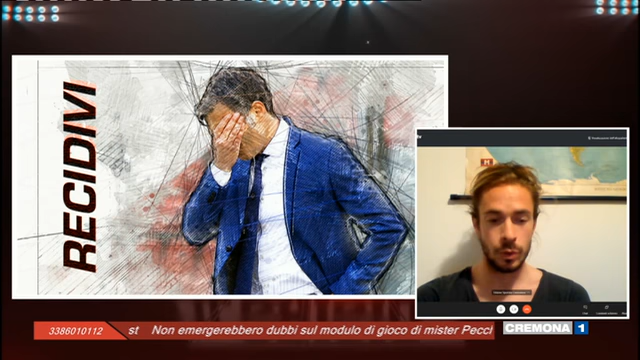 RECIDIVI
H
3386010112
st Non emergerebbero dubbi sul modulo di gioco di mister Pecci
CREMONA 1